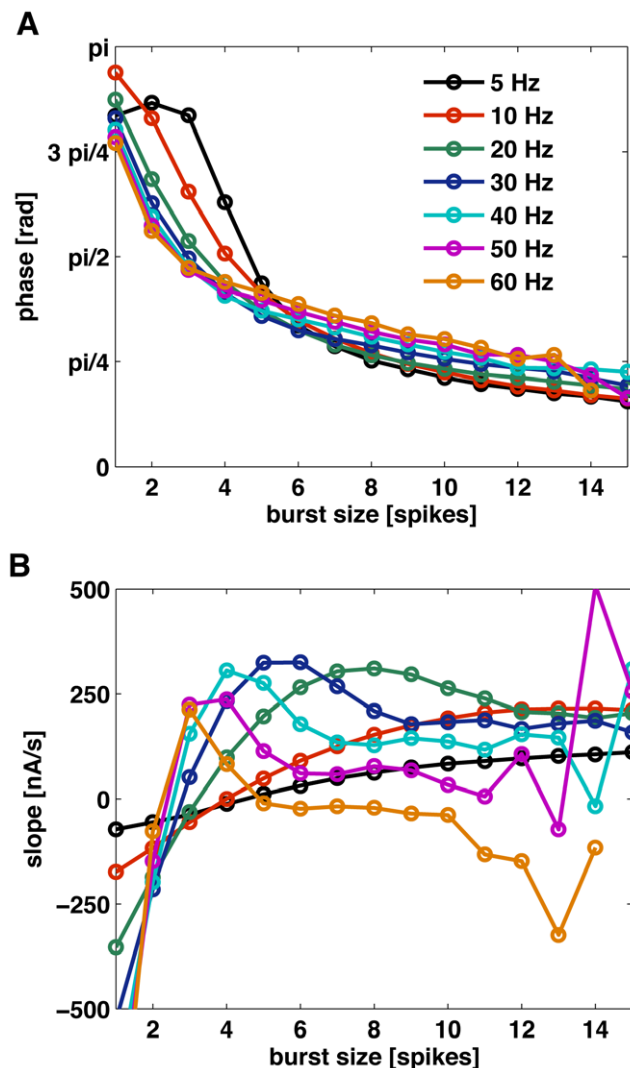 A
pi
3 pi/4
pi/2
pi/4
0
phase [rad]
5 Hz
10 Hz
20 Hz
30 Hz
40 Hz
50 Hz
60 Hz
2 4 6 8 10 12 14
burst size [spikes]
B
500
250
0
−250
−500
slope [nA/s]
2 4 6 8 10 12 14
burst size [spikes]